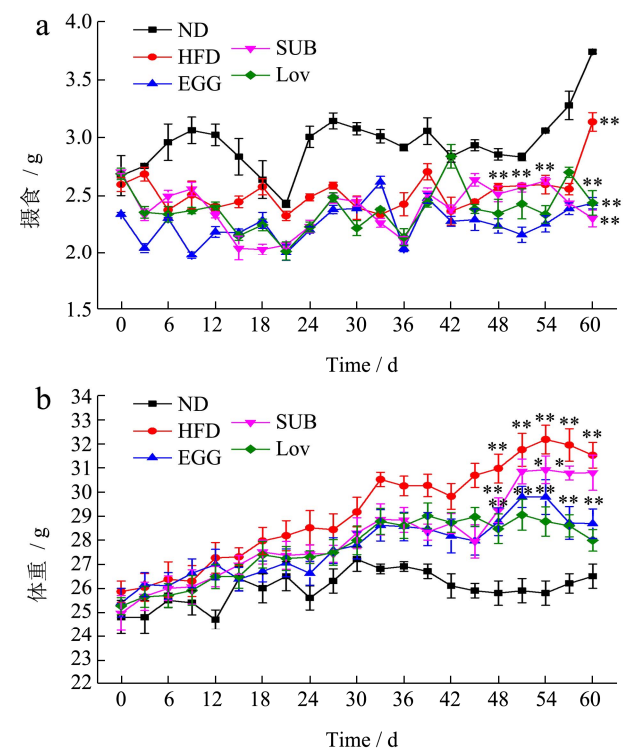 a
ND
HFD
EGG
SUB
Lov
4.0
3.5
3.0
2.5
2.0
1.5
摄食 / g
** ** **
**
**
**
**
0 6 12 18 24 30 36 42 48 54 60
Time / d
b
ND
HFD
EGG
SUB
Lov
34
33
32
31
30
29
28
27
26
25
24
23
22
体重 / g
** ** ** ** **
* *
** ** **
** ** **
0 6 12 18 24 30 36 42 48 54 60
Time / d